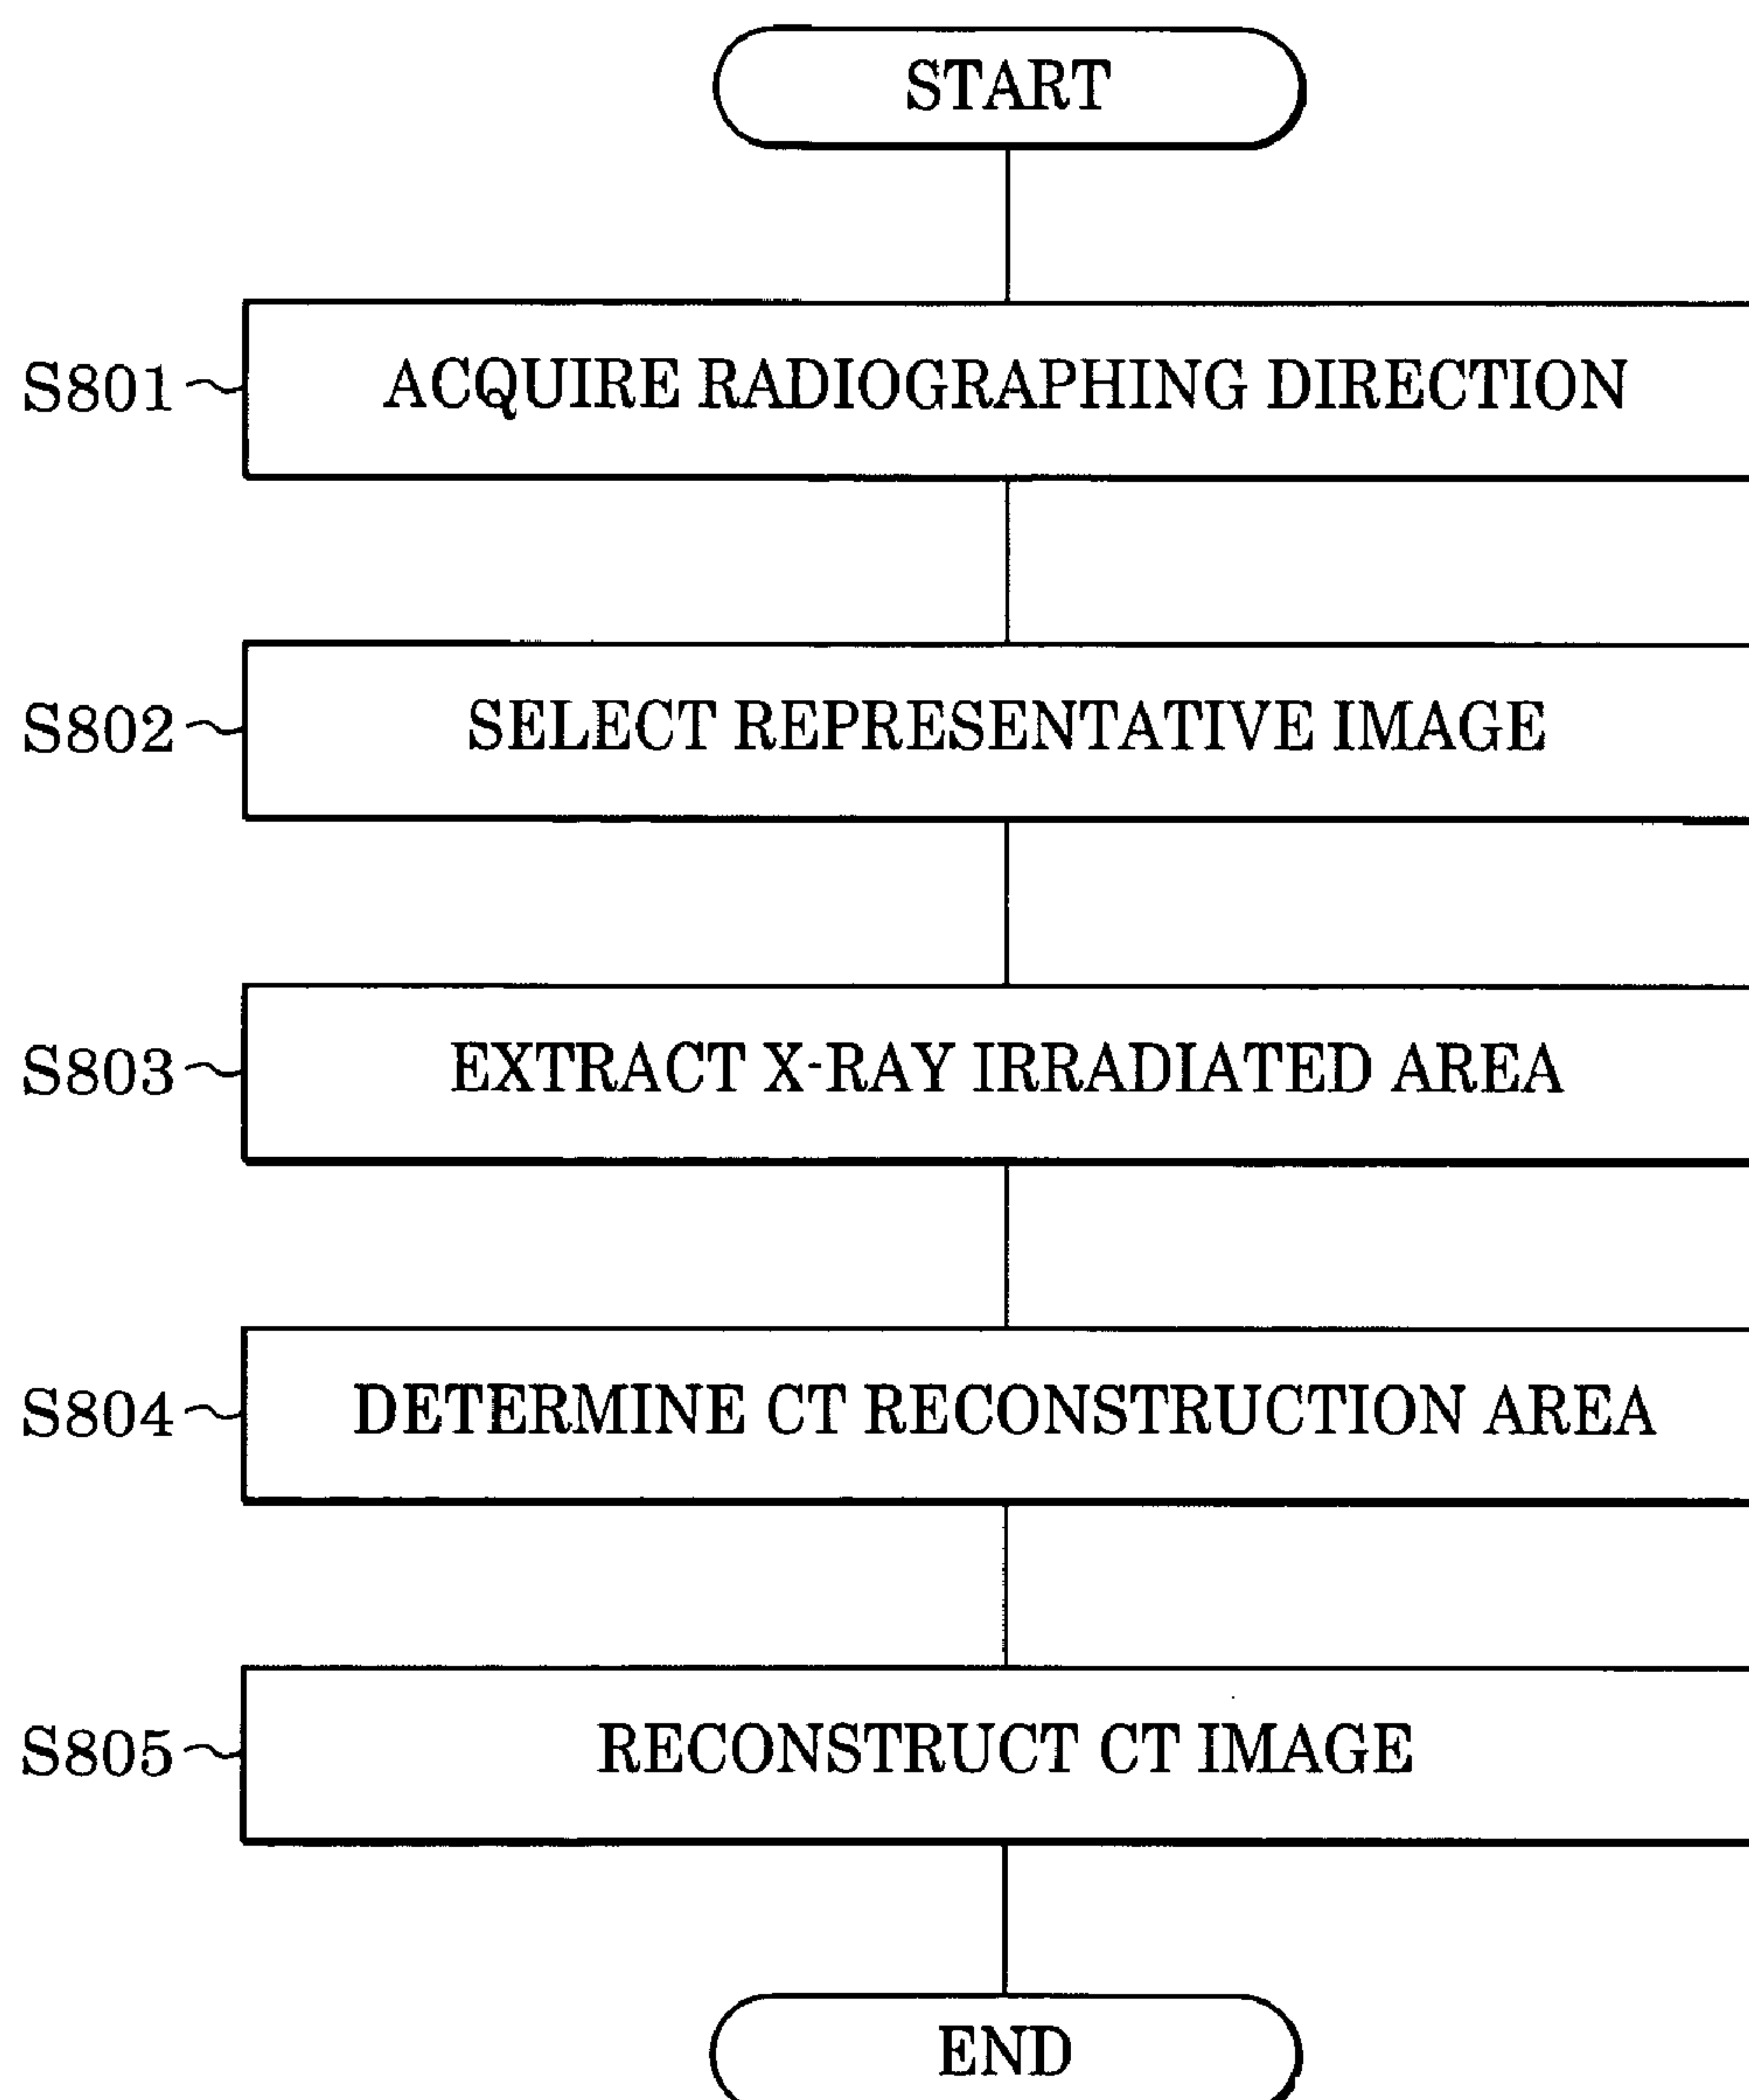 START
S801 ACQUIRE RADIOGRAPHING DIRECTION
S802 SELECT REPRESENTATIVE IMAGE
S803 EXTRACT X-RAY IRRADIATED AREA
S804 DETERMINE CT RECONSTRUCTION AREA
S805 RECONSTRUCT CT IMAGE
END